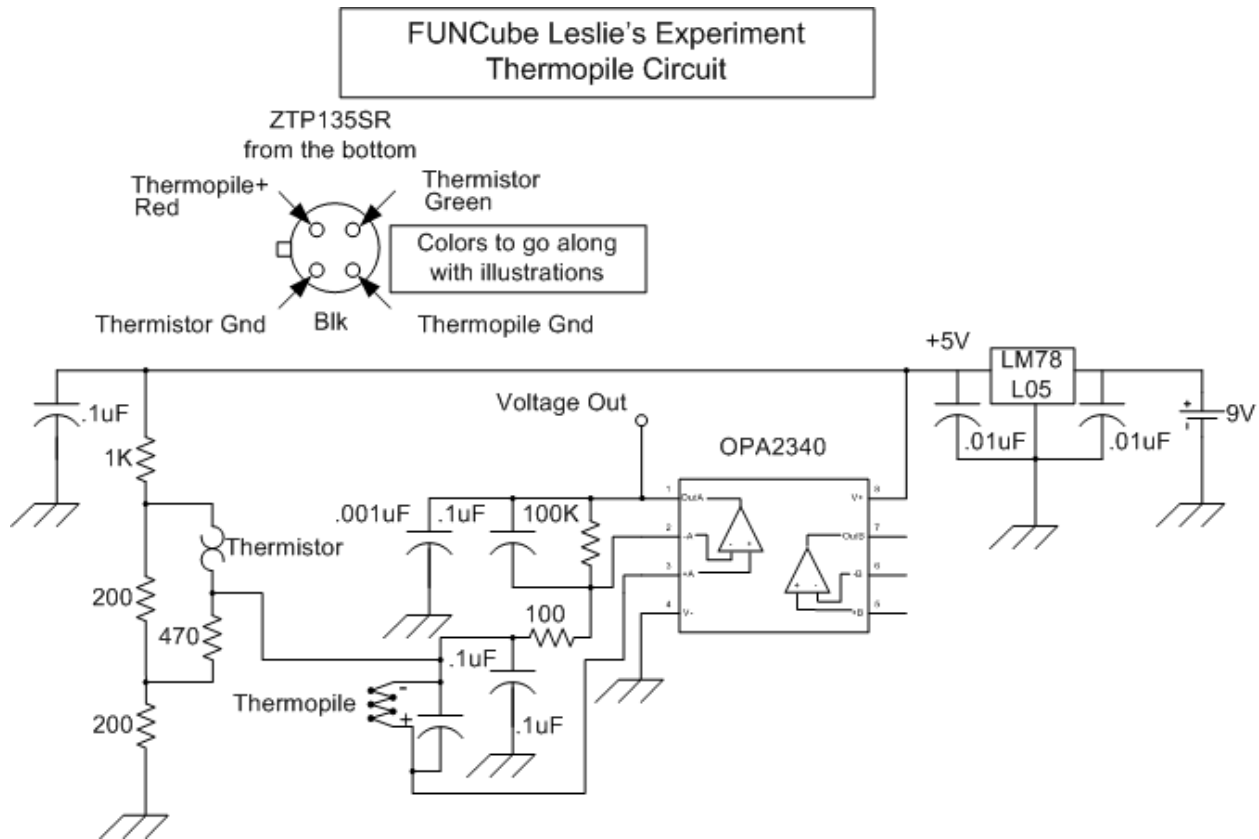 FUNCube Leslie's Experiment
Thermopile Circuit
ZTP135SR
from the bottom
Thermopile+
Red
Thermistor
Green
Colors to go along
with illustrations
Thermistor Gnd
Blk
Thermopile Gnd
+5V
LM78
L05
.1uF
Voltage Out
.01uF
.01uF
+
-
9V
1K
OPA2340
1
OutA
V+
8
.001uF
.1uF
100K
Thermistor
2
-A
- +
OutB
7
3
+A
+ -
-B
6
200
470
100
4
V-
+B
5
.1uF
Thermopile
-
+
200
.1uF